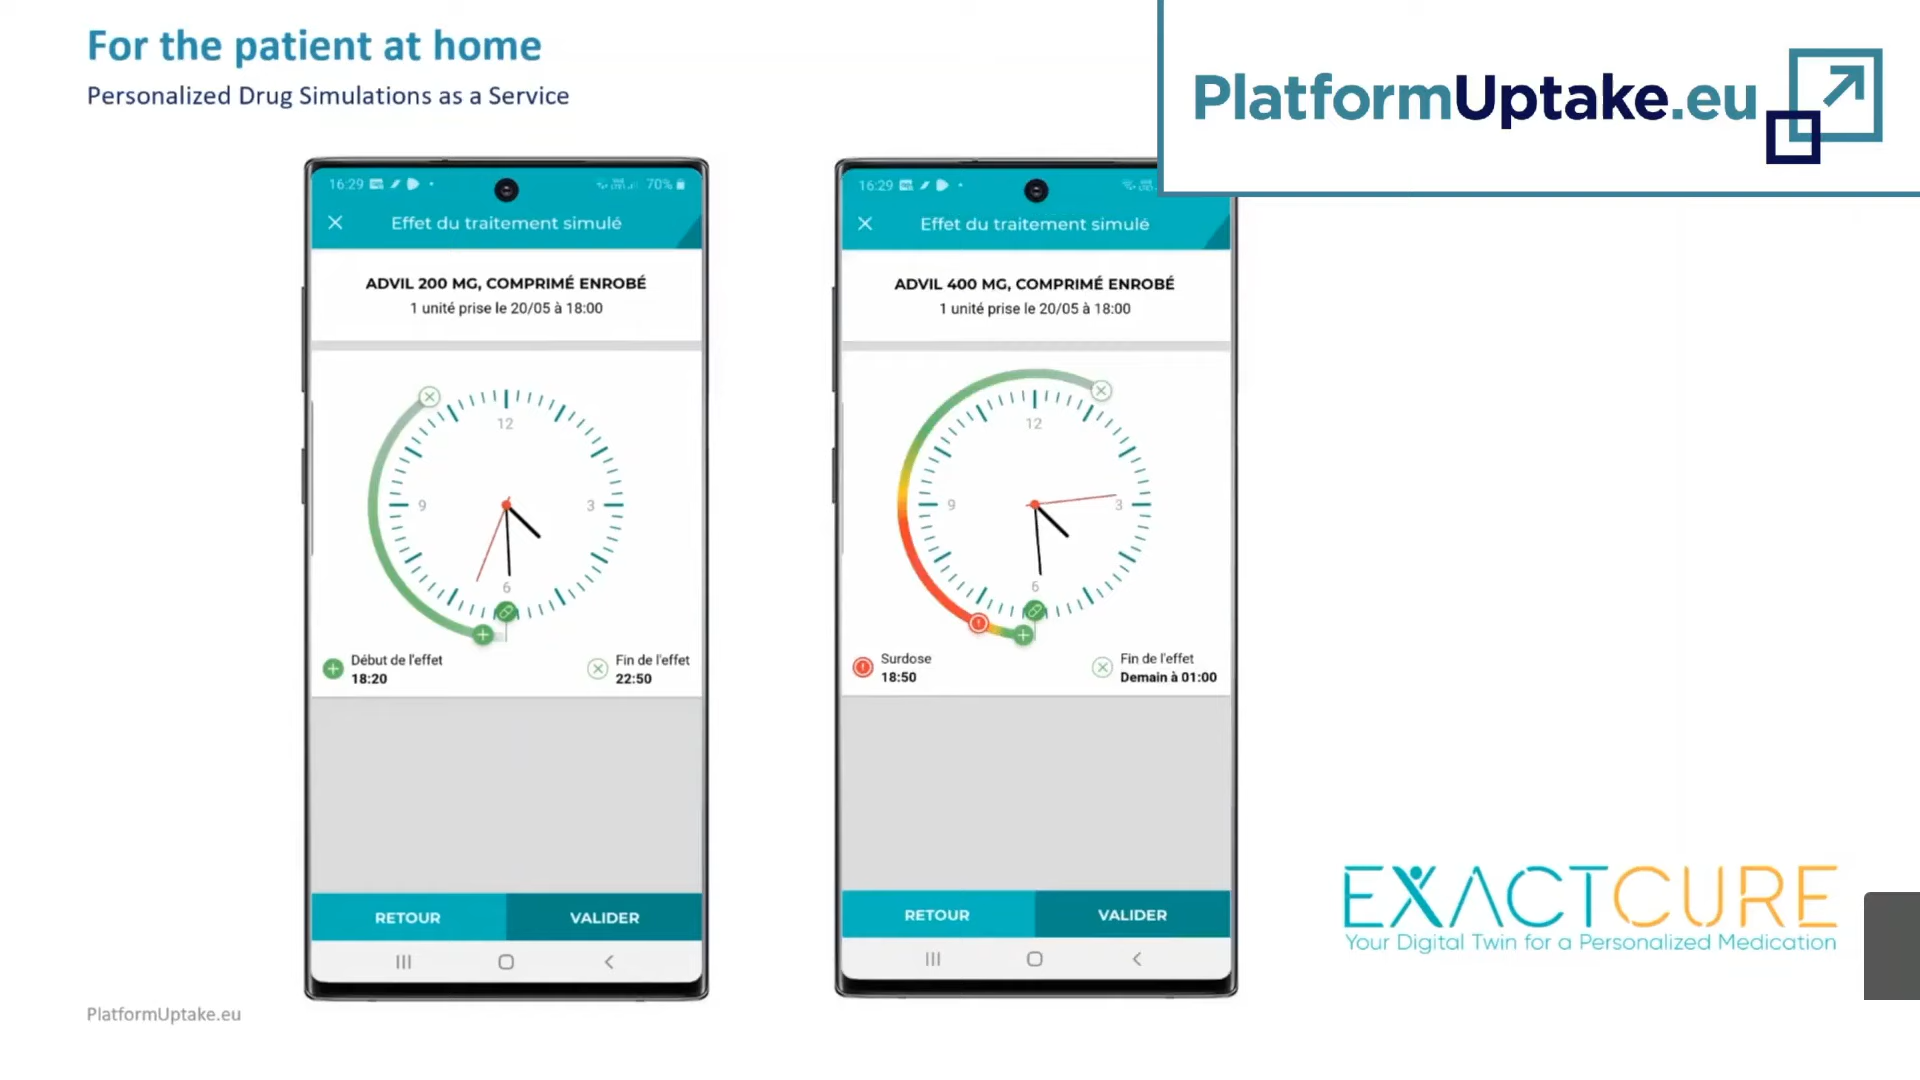 For the patient at home
Personalized Drug Simulations as a Service
PlatformUptake.eu
16:29
70%
Effet du traitement simulé
ADVIL 200 MG, COMPRIMÉ ENROBÉ
1 unité prise le 20/05 à 18:00
12
9
3
6
Début de l'effet
18:20
Fin de l'effet
22:50
RETOUR
VALIDER
16:29
Effet du traitement simulé
ADVIL 400 MG, COMPRIMÉ ENROBÉ
1 unité prise le 20/05 à 18:00
12
9
3
6
Surdose
18:50
Fin de l'effet
Demain à 01:00
RETOUR
VALIDER
EXACTCURE
Your Digital Twin for a Personalized Medication
PlatformUptake.eu